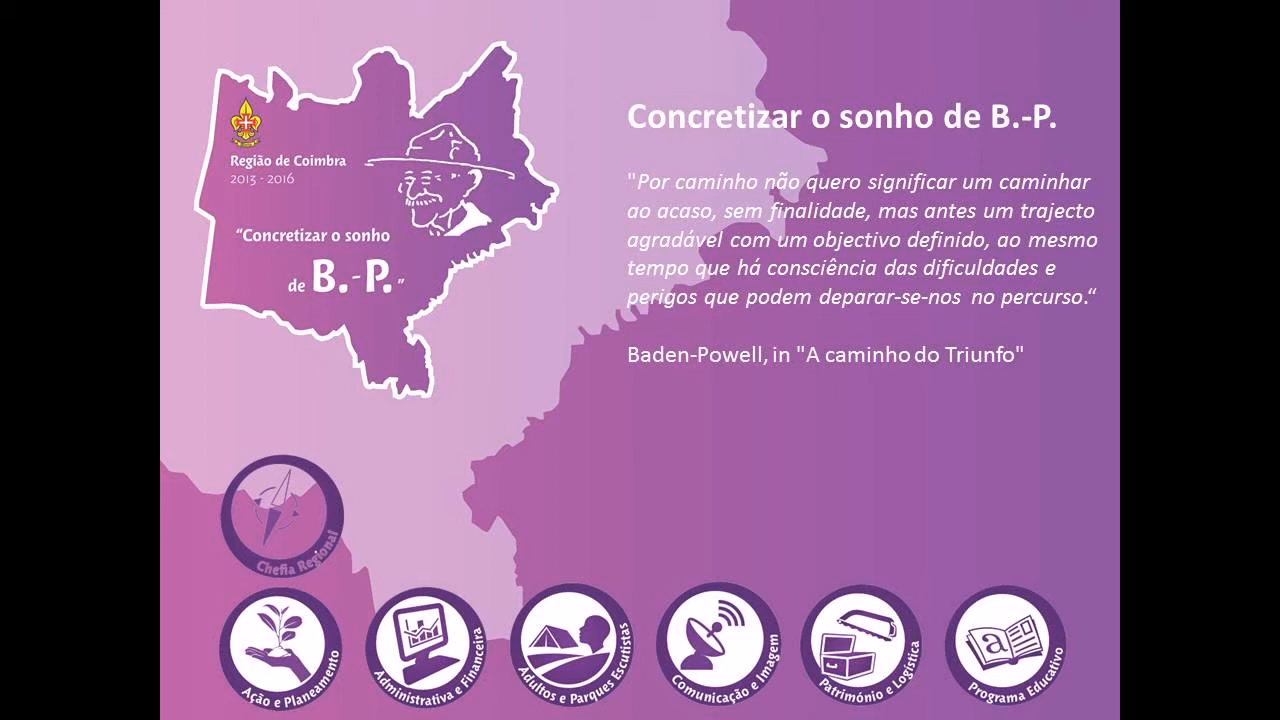 Região de Coimbra
2013 - 2016
“Concretizar o sonho
de B.-P.”
Concretizar o sonho de B.-P.
"Por caminho não quero significar um caminhar
ao acaso, sem finalidade, mas antes um trajecto
agradável com um objectivo definido, ao mesmo
tempo que há consciência das dificuldades e
perigos que podem deparar-se-nos no percurso.“
Baden-Powell, in "A caminho do Triunfo"
Chefia Regional
Ação e Planeamento
Administrativa e Financeira
Adultos e Parques Escutistas
Comunicação e Imagem
Património e Logística
a
Programa Educativo